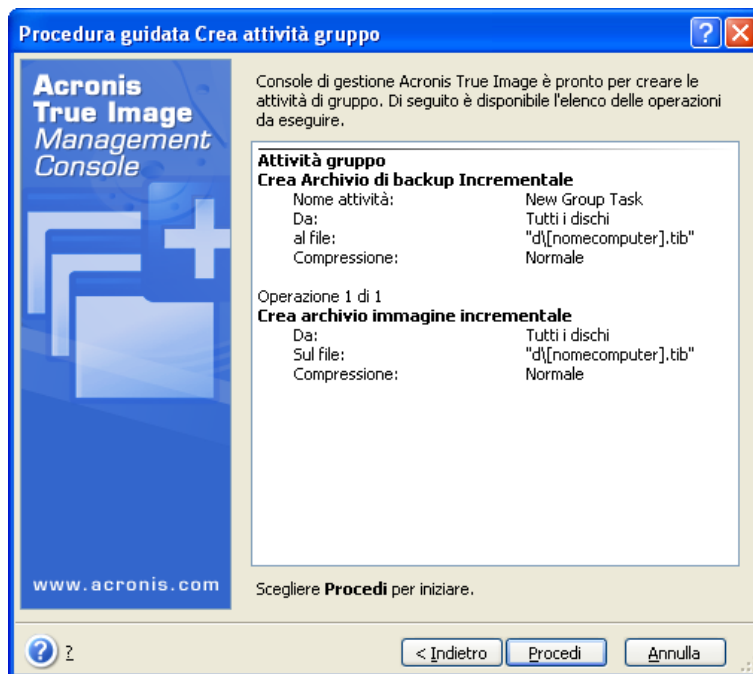 Procedura guidata Crea attività gruppo
?
Acronis
True Image
Management
Console
Console di gestione Acronis True Image è pronto per creare le
attività di gruppo. Di seguito è disponibile l'elenco delle operazioni
da eseguire.
Attività gruppo
Crea Archivio di backup Incrementale
Nome attività: New Group Task
Da: Tutti i dischi
al file: "d\[nomecomputer].tib"
Compressione: Normale
Operazione 1 di 1
Crea archivio immagine incrementale
Da: Tutti i dischi
Sul file: "d\[nomecomputer].tib"
Compressione: Normale
www.acronis.com
Scegliere Procedi per iniziare.
? ? < Indietro Procedi Annulla